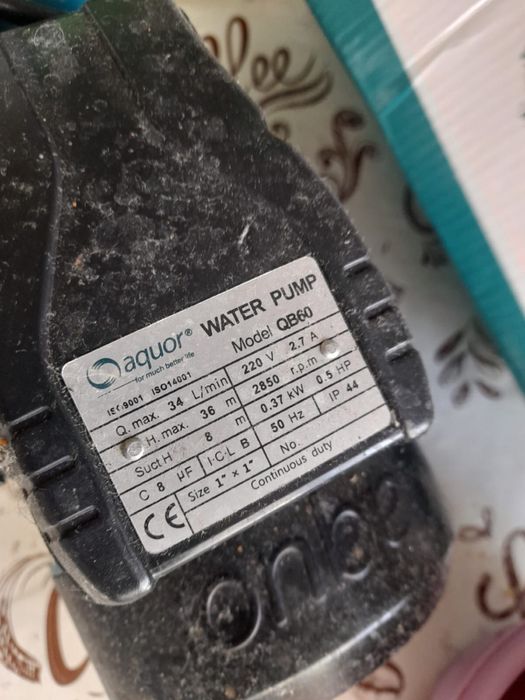 aquor® WATER PUMP
for much better life
Model QB60
IEC.9001 ISO14001
220 V 2.7 A
Q. max. 34 L/min
2850 r.p.m
H. max. 36 m
0.37 kW 0.5 HP
Suct H 8 m
50 Hz IP 44
C 8 µF I·C·L B
Size 1" × 1" No.
Continuous duty
CE